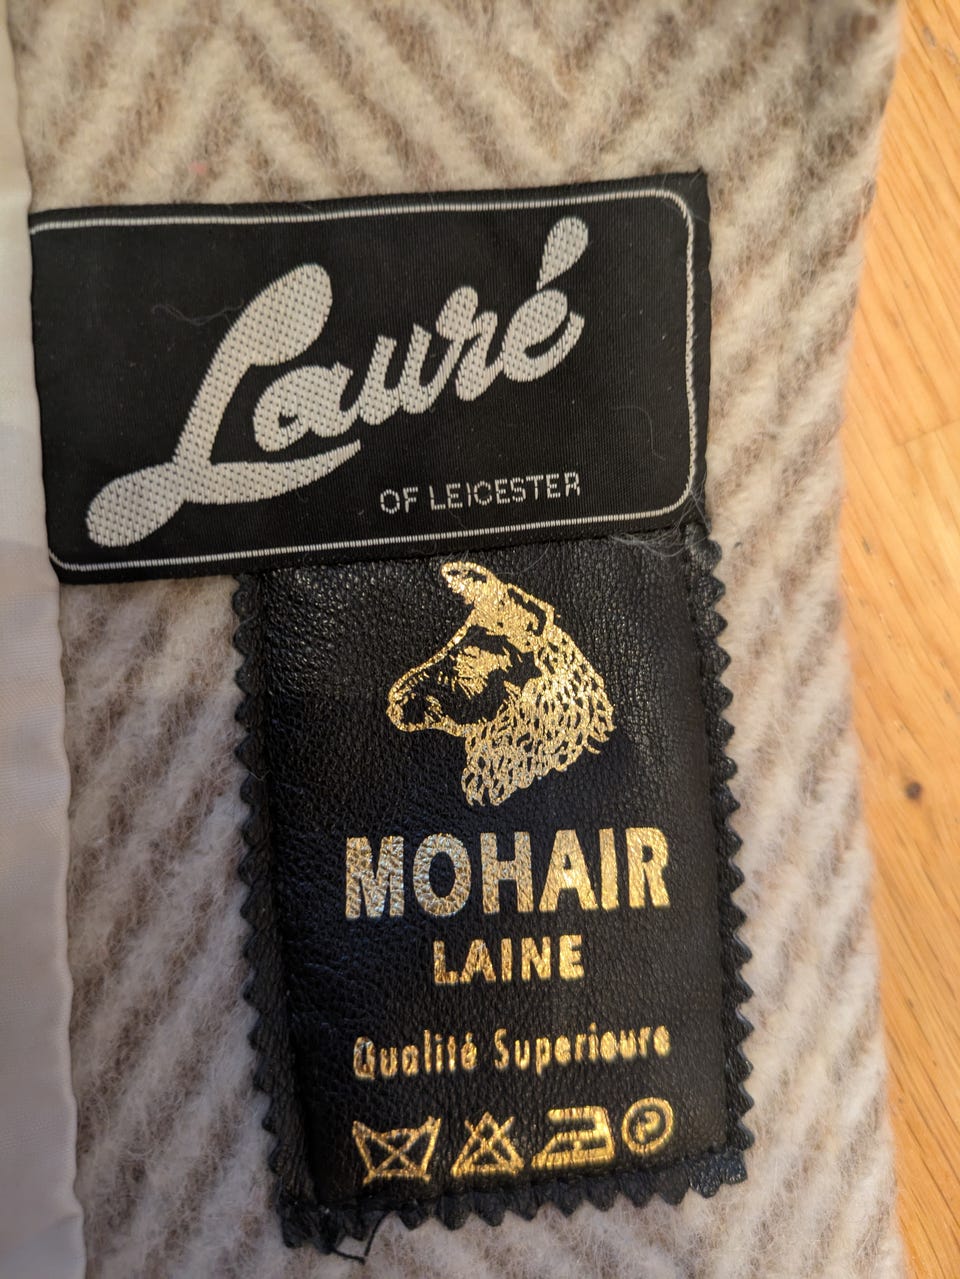 Lauré
OF LEICESTER
MOHAIR
LAINE
Qualité Superieure
P